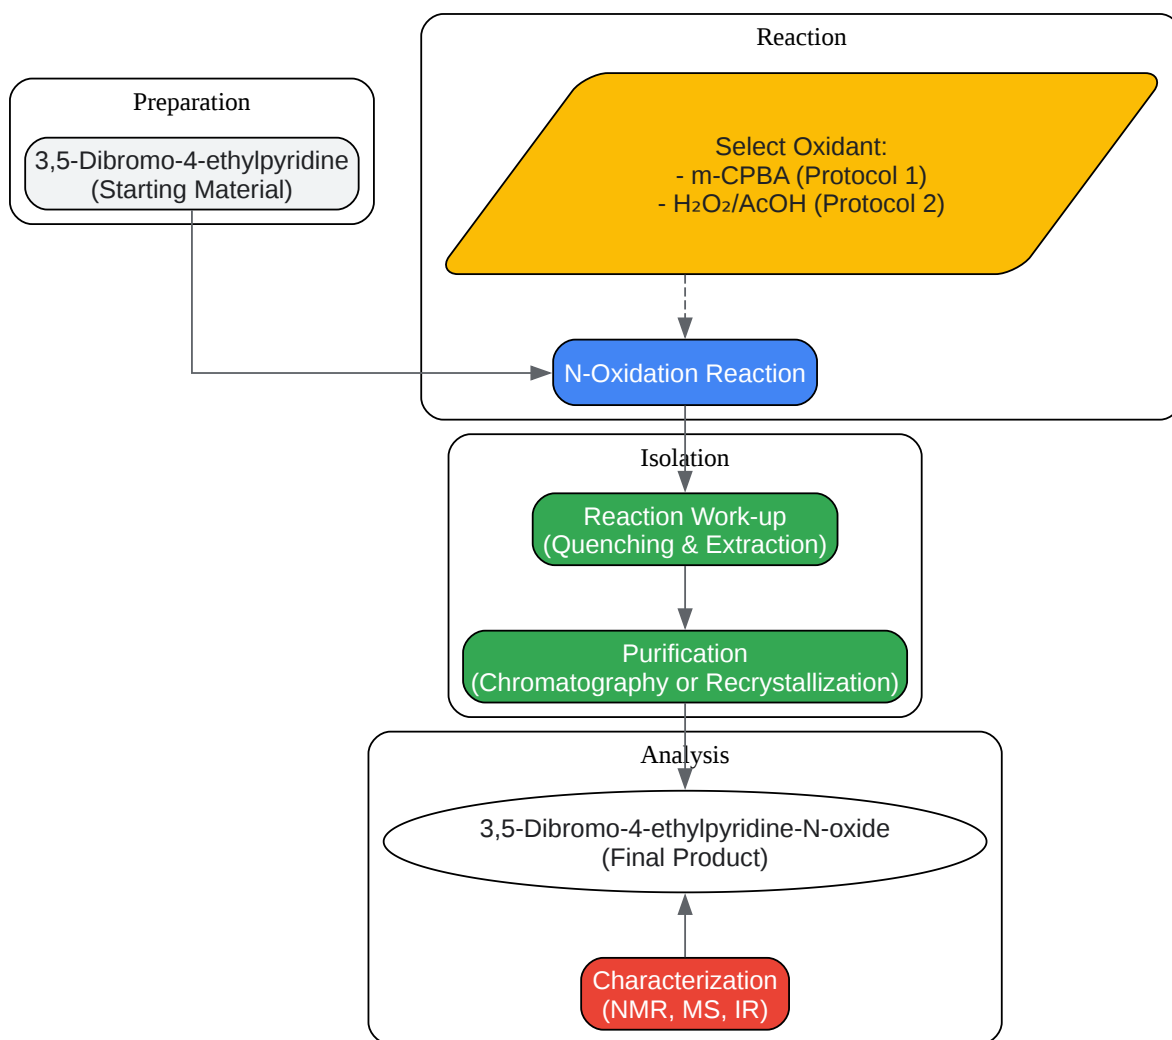 Reaction
Preparation
3,5-Dibromo-4-ethylpyridine
(Starting Material)
Select Oxidant:
- m-CPBA (Protocol 1)
- H₂O₂/AcOH (Protocol 2)
N-Oxidation Reaction
Isolation
Reaction Work-up
(Quenching & Extraction)
Purification
(Chromatography or Recrystallization)
Analysis
3,5-Dibromo-4-ethylpyridine-N-oxide
(Final Product)
Characterization
(NMR, MS, IR)